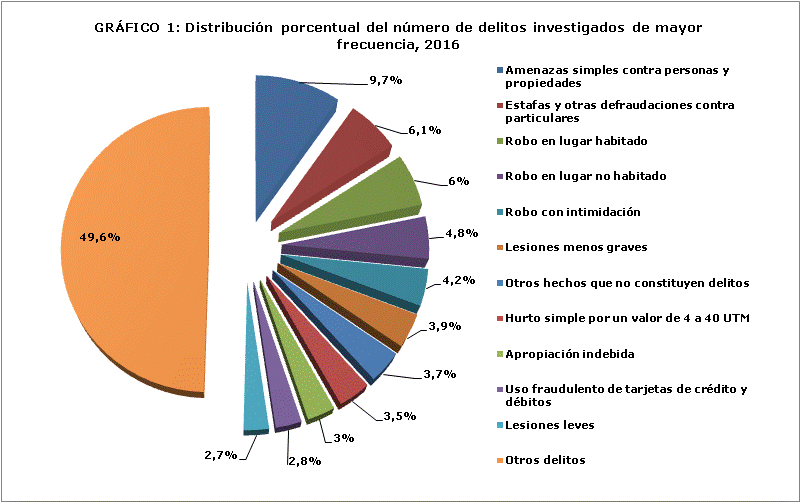 GRÁFICO 1: Distribución porcentual del número de delitos investigados de mayor
frecuencia, 2016
9,7%
6,1%
6%
4,8%
4,2%
3,9%
3,7%
3,5%
3%
2,8%
2,7%
49,6%
Amenazas simples contra personas y
propiedades
Estafas y otras defraudaciones contra
particulares
Robo en lugar habitado
Robo en lugar no habitado
Robo con intimidación
Lesiones menos graves
Otros hechos que no constituyen delitos
Hurto simple por un valor de 4 a 40 UTM
Apropiación indebida
Uso fraudulento de tarjetas de crédito y
débitos
Lesiones leves
Otros delitos